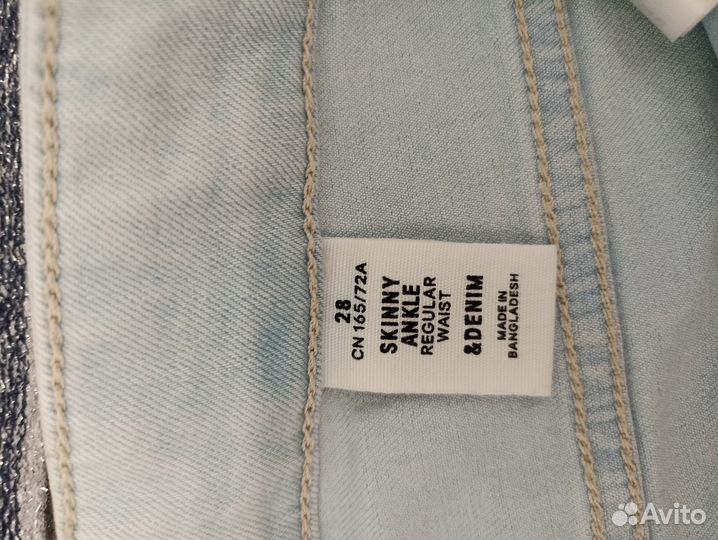 28
CN 165/72A
SKINNY
ANKLE
REGULAR
WAIST
&DENIM
MADE IN
BANGLADESH
Avito